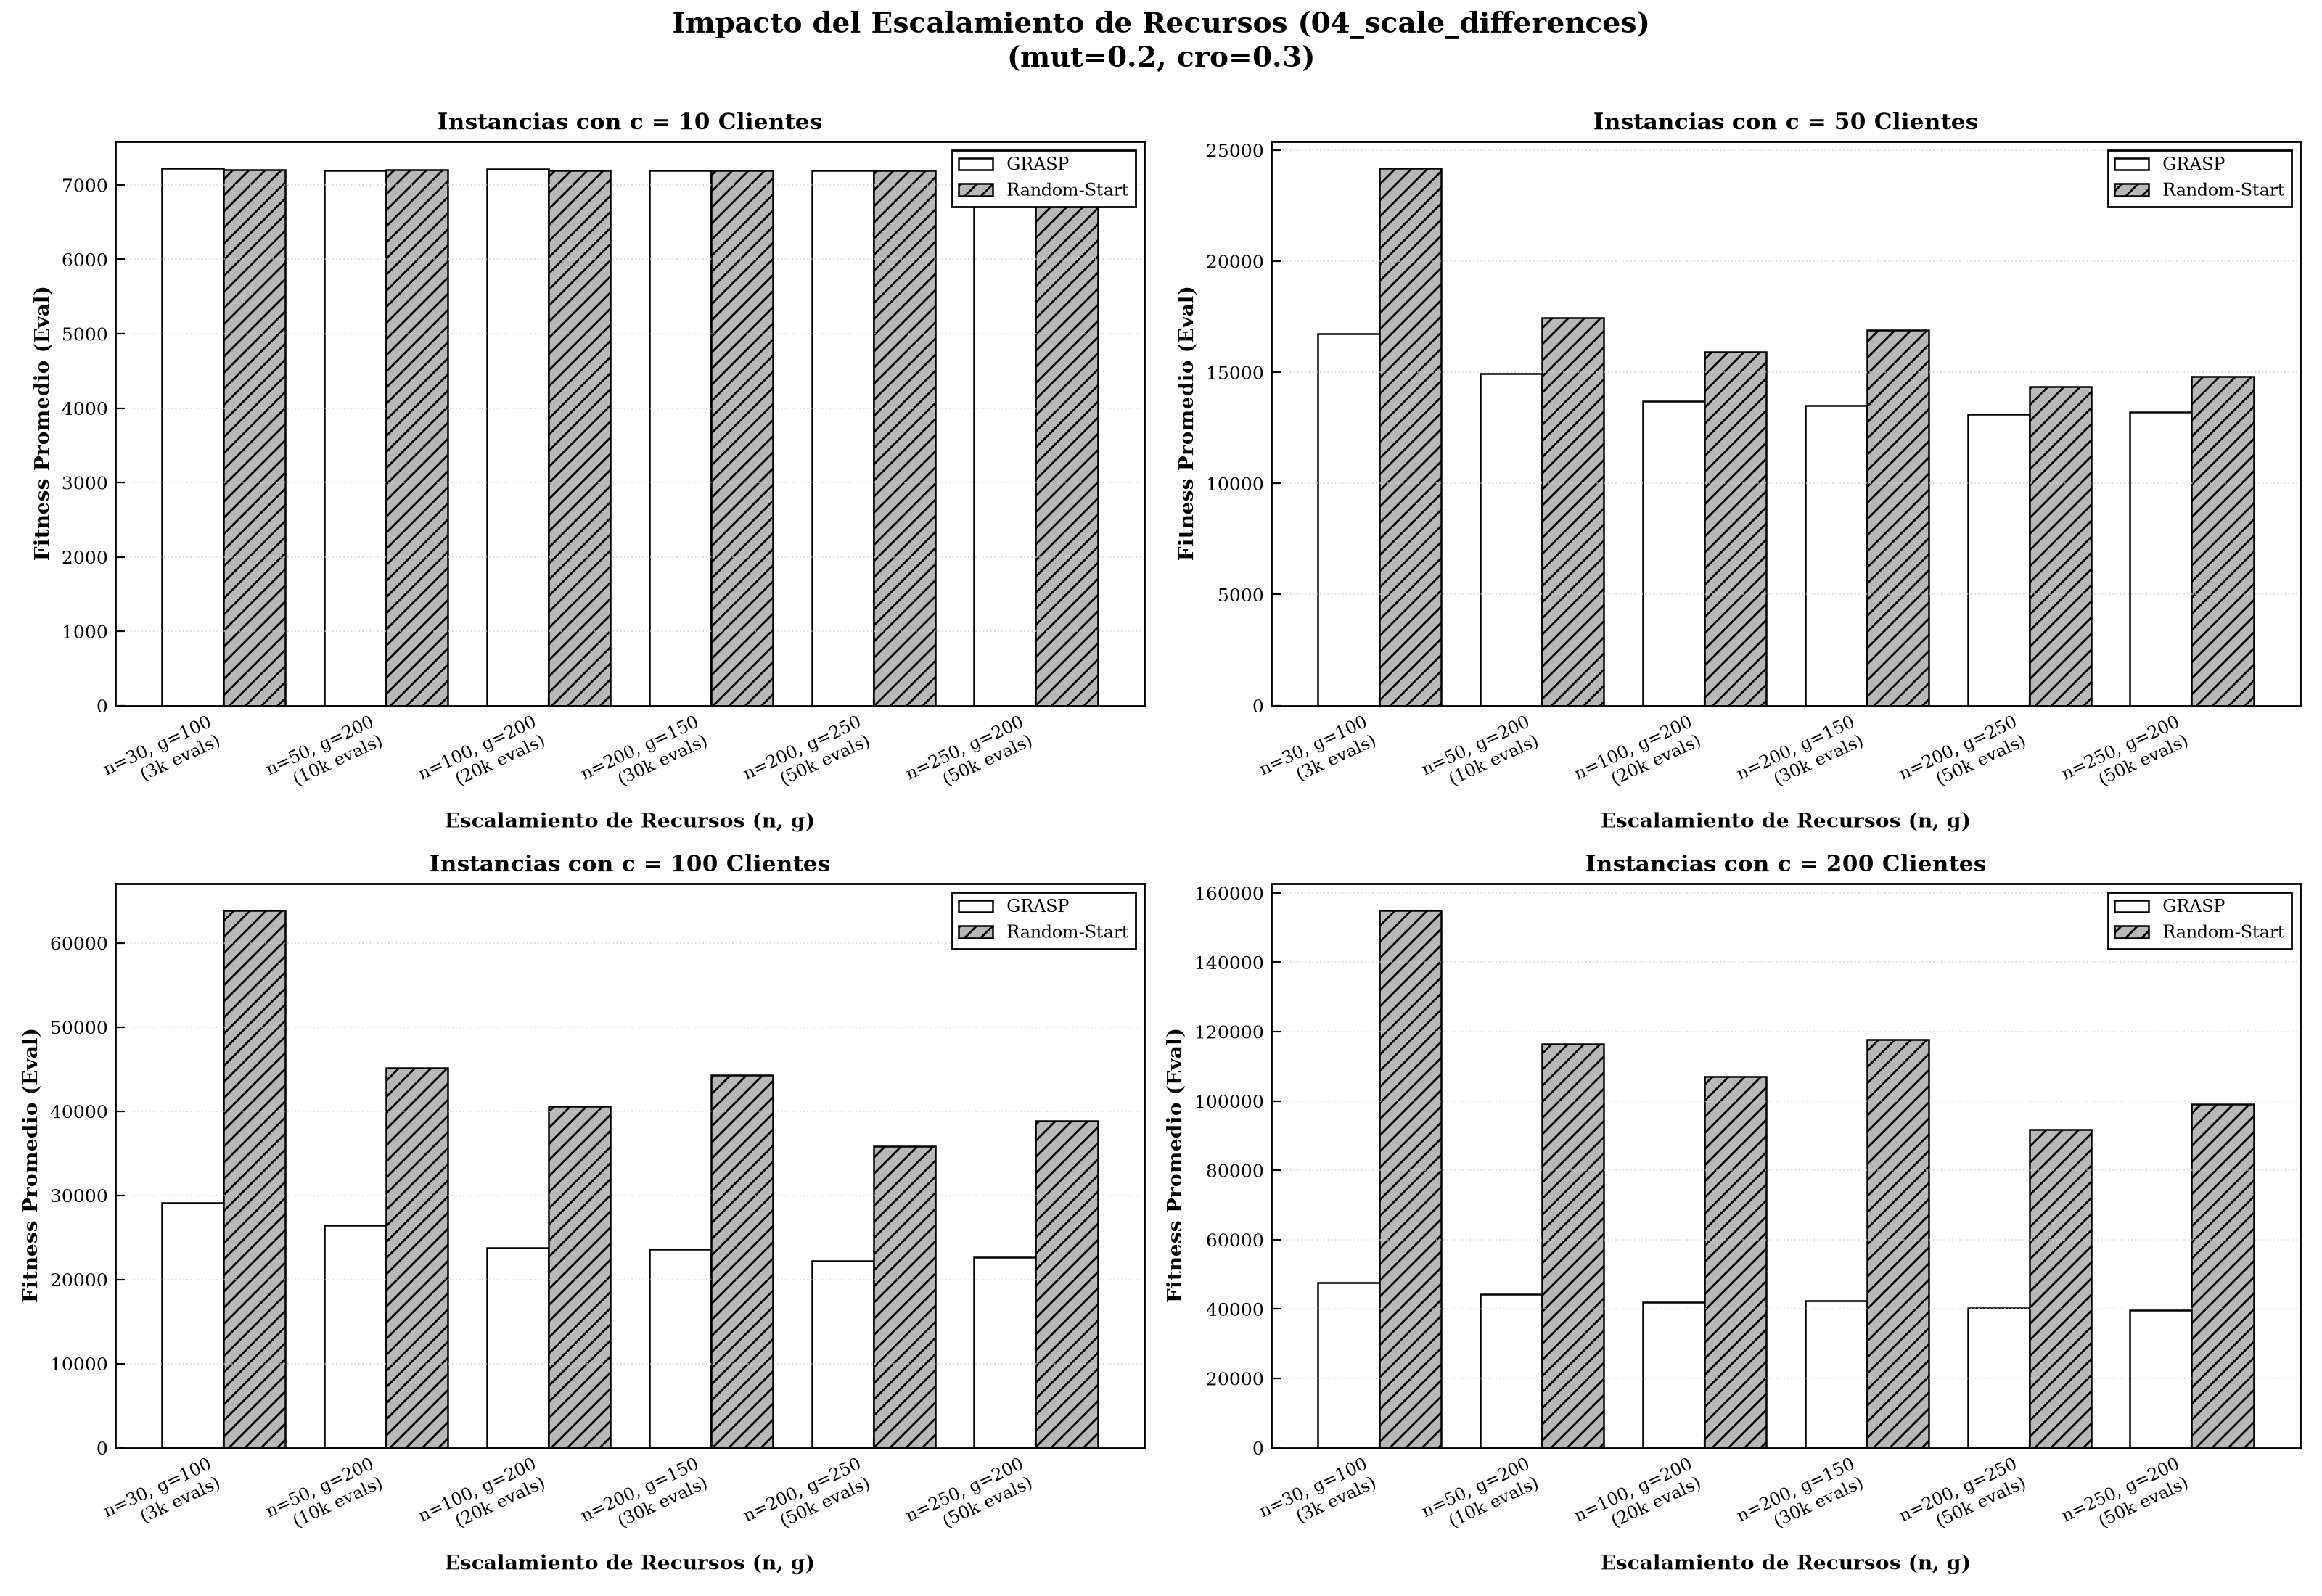 Impacto del Escalamiento de Recursos (04_scale_differences)
(mut=0.2, cro=0.3)
Instancias con c = 10 Clientes
GRASP
Random-Start
Fitness Promedio (Eval)
7000
6000
5000
4000
3000
2000
1000
0
n=30, g=100
(3k evals)
n=50, g=200
(10k evals)
n=100, g=200
(20k evals)
n=200, g=150
(30k evals)
n=200, g=250
(50k evals)
n=250, g=200
(50k evals)
Escalamiento de Recursos (n, g)
Instancias con c = 50 Clientes
GRASP
Random-Start
Fitness Promedio (Eval)
25000
20000
15000
10000
5000
0
n=30, g=100
(3k evals)
n=50, g=200
(10k evals)
n=100, g=200
(20k evals)
n=200, g=150
(30k evals)
n=200, g=250
(50k evals)
n=250, g=200
(50k evals)
Escalamiento de Recursos (n, g)
Instancias con c = 100 Clientes
GRASP
Random-Start
Fitness Promedio (Eval)
60000
50000
40000
30000
20000
10000
0
n=30, g=100
(3k evals)
n=50, g=200
(10k evals)
n=100, g=200
(20k evals)
n=200, g=150
(30k evals)
n=200, g=250
(50k evals)
n=250, g=200
(50k evals)
Escalamiento de Recursos (n, g)
Instancias con c = 200 Clientes
GRASP
Random-Start
Fitness Promedio (Eval)
160000
140000
120000
100000
80000
60000
40000
20000
0
n=30, g=100
(3k evals)
n=50, g=200
(10k evals)
n=100, g=200
(20k evals)
n=200, g=150
(30k evals)
n=200, g=250
(50k evals)
n=250, g=200
(50k evals)
Escalamiento de Recursos (n, g)